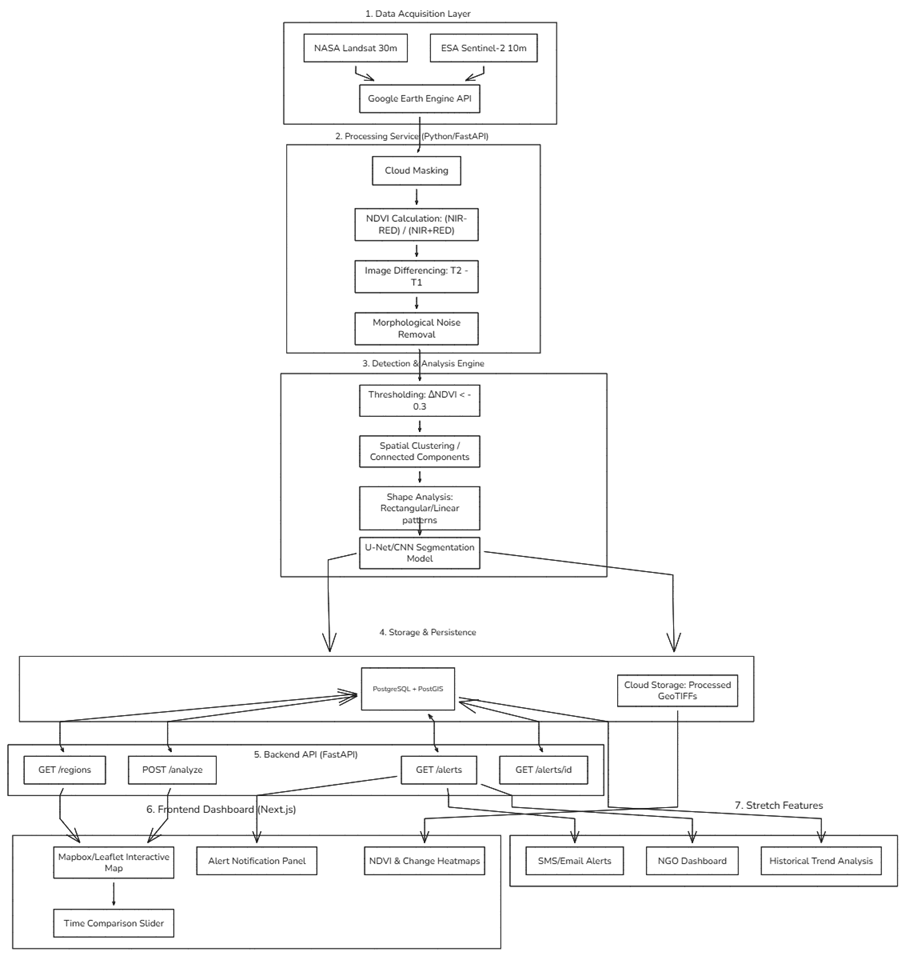 1. Data Acquisition Layer
NASA Landsat 30m
ESA Sentinel-2 10m
Google Earth Engine API
2. Processing Service (Python/FastAPI)
Cloud Masking
NDVI Calculation: (NIR-
RED) / (NIR+RED)
Image Differencing: T2 -
T1
Morphological Noise
Removal
3. Detection & Analysis Engine
Thresholding: ΔNDVI < -
0.3
Spatial Clustering /
Connected Components
Shape Analysis:
Rectangular/Linear
patterns
U-Net/CNN Segmentation
Model
4. Storage & Persistence
PostgreSQL + PostGIS
Cloud Storage: Processed
GeoTIFFs
5. Backend API (FastAPI)
GET /regions
POST /analyze
GET /alerts
GET /alerts/id
6. Frontend Dashboard (Next.js)
Mapbox/Leaflet Interactive
Map
Alert Notification Panel
NDVI & Change Heatmaps
Time Comparison Slider
7. Stretch Features
SMS/Email Alerts
NGO Dashboard
Historical Trend Analysis